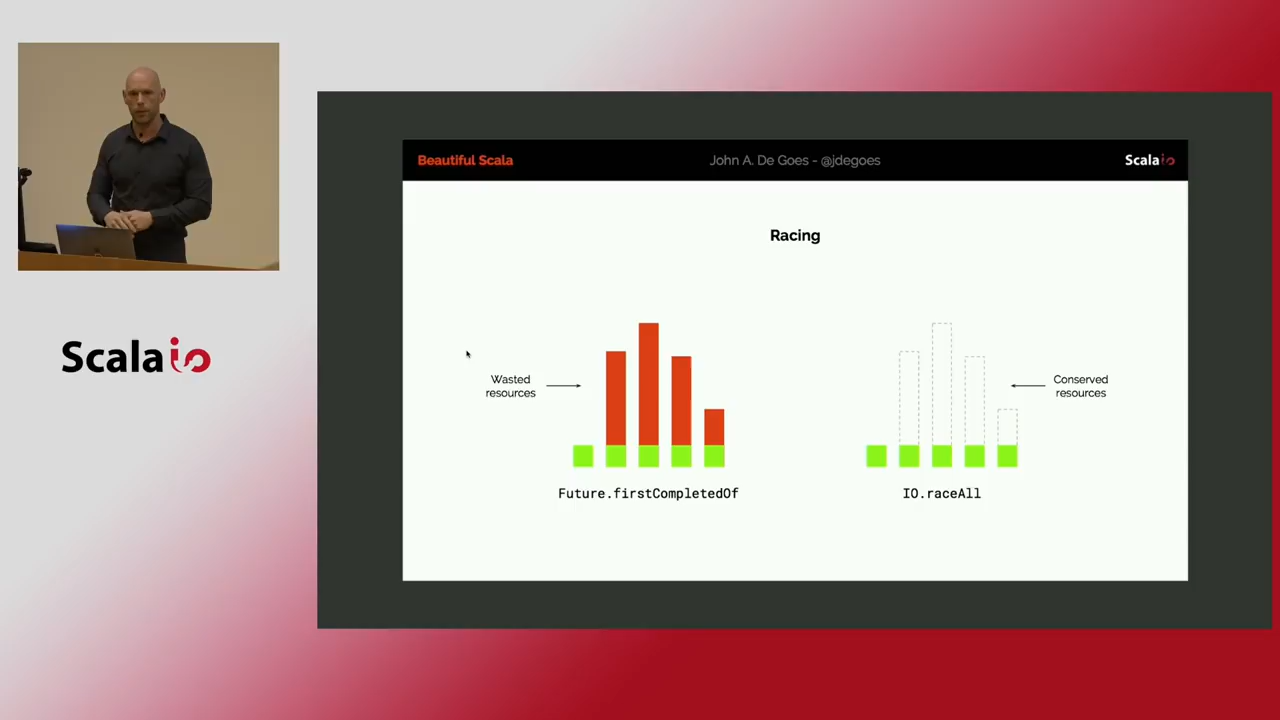 Beautiful Scala
John A. De Goes - @jdegoes
Scala io
Racing
Wasted
resources
Conserved
resources
Future.firstCompletedOf
IO.raceAll
Scala io